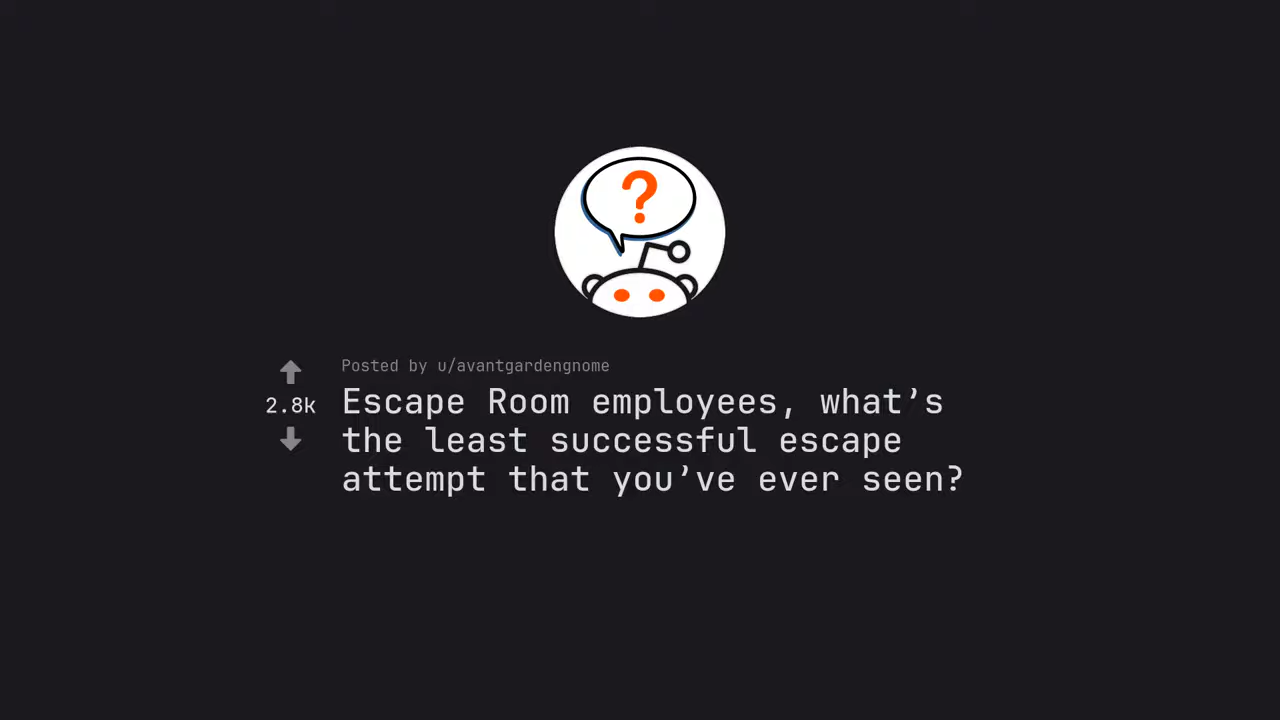 ?
Posted by u/avantgardengnome
2.8k
Escape Room employees, what’s
the least successful escape
attempt that you’ve ever seen?